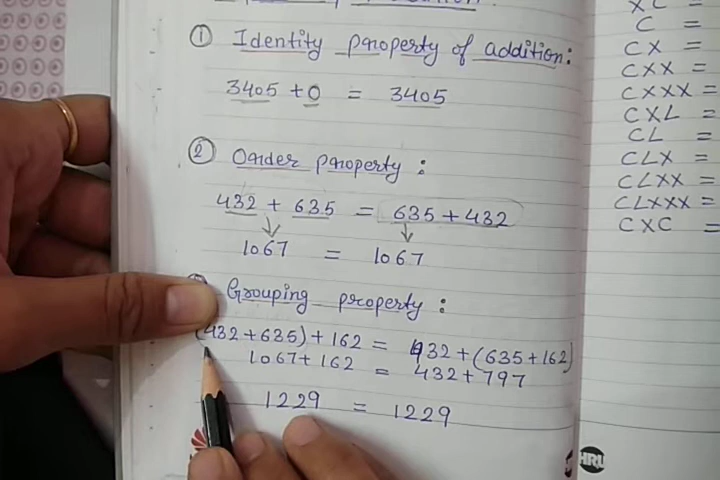 ① Identity property of addition:
3405 + 0 = 3405
② Order property :
432 + 635 = 635 + 432
1067 = 1067
Grouping property :
(432 + 635) + 162 = 432 + (635 + 162)
1067 + 162 = 432 + 797
1229 = 1229
XC =
C =
CX =
CXX =
CXXX =
CXL =
CL =
CLX =
CLXX =
CLXXX =
CXC =